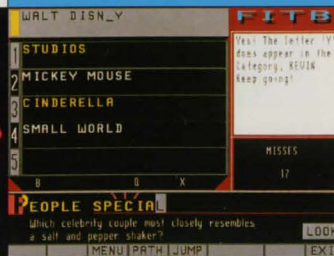 WALT DISN_Y
FITB
1 STUDIOS
2 MICKEY MOUSE
3 CINDERELLA
4 SMALL WORLD
5
Yes! The letter 'Y'
does appear in the
Category, KEVIN.
Keep going!
MISSES
17
B Q X
PEOPLE SPECIAL
Which celebrity couple most closely resembles
a salt and pepper shaker?
LOOK
MENU PATH JUMP EXI